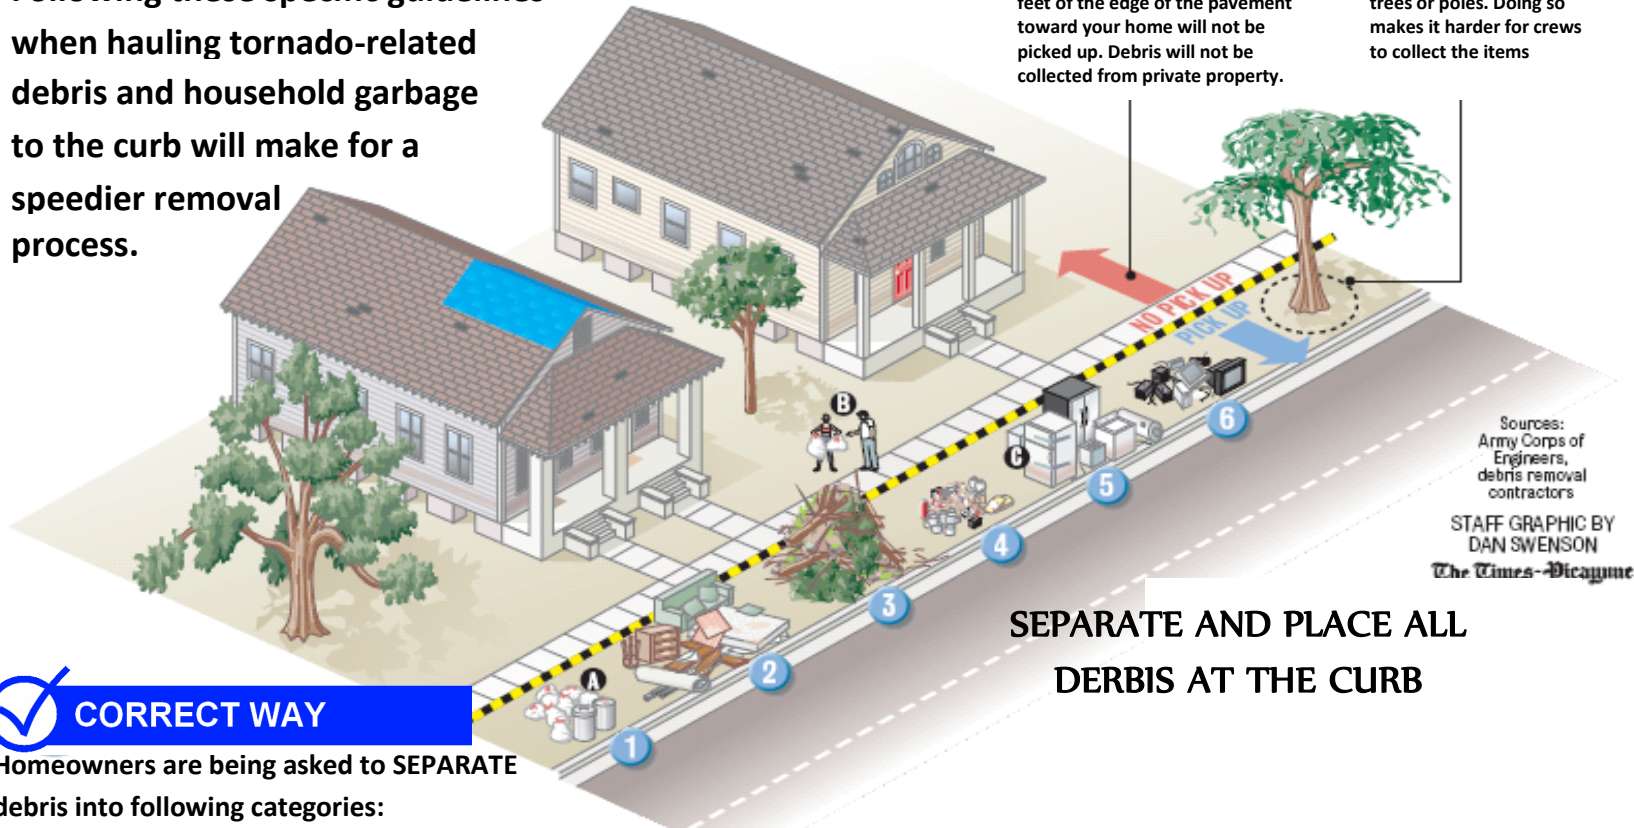 Following these specific guidelines
when hauling tornado-related
debris and household garbage
to the curb will make for a
speedier removal
process.
feet of the edge of the pavement
toward your home will not be
picked up. Debris will not be
collected from private property.
trees or poles. Doing so
makes it harder for crews
to collect the items
NO PICK UP
PICK UP
B
C
A
6
5
4
3
2
1
Sources:
Army Corps of
Engineers,
debris removal
contractors
STAFF GRAPHIC BY
DAN SWENSON
The Times-Picayune
SEPARATE AND PLACE ALL
DERBIS AT THE CURB
CORRECT WAY
Homeowners are being asked to SEPARATE
debris into following categories: